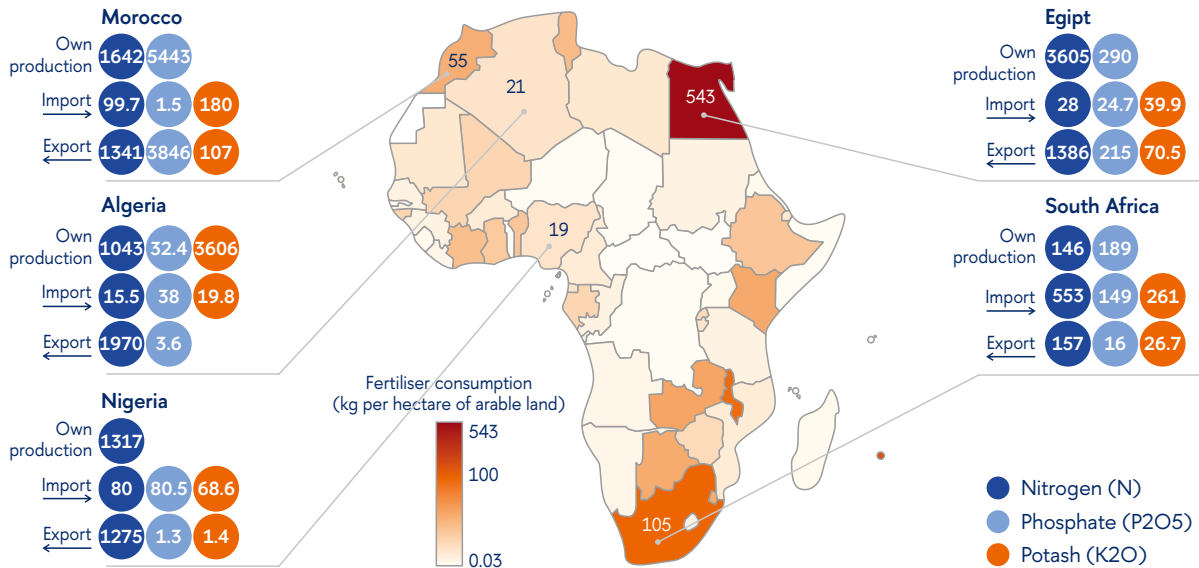 Morocco
Own
production
1642 5443
Import
99.7 1.5 180
Export
1341 3846 107
Algeria
Own
production
1043 32.4 3606
Import
15.5 38 19.8
Export
1970 3.6
Nigeria
Own
production
1317
Import
80 80.5 68.6
Export
1275 1.3 1.4
55
21
543
19
105
Fertiliser consumption
(kg per hectare of arable land)
543
100
0.03
Egipt
Own
production
3605 290
Import
28 24.7 39.9
Export
1386 215 70.5
South Africa
Own
production
146 189
Import
553 149 261
Export
157 16 26.7
Nitrogen (N)
Phosphate (P2O5)
Potash (K2O)